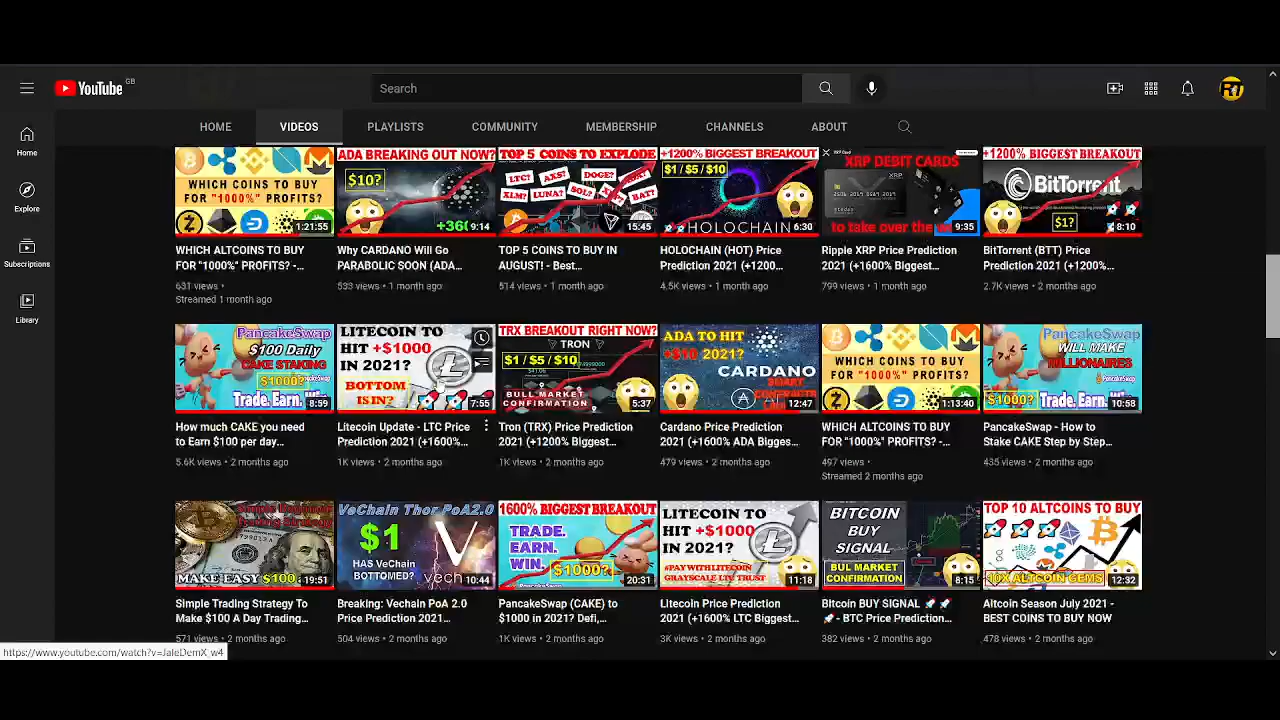 YouTube GB
Search
HOME VIDEOS PLAYLISTS COMMUNITY MEMBERSHIP CHANNELS ABOUT
Home
Explore
Subscriptions
Library
WHICH COINS TO BUY
FOR "1000%" PROFITS?
1:21:55
WHICH ALTCOINS TO BUY
FOR "1000%" PROFITS? -...
631 views •
Streamed 1 month ago
ADA BREAKING OUT NOW?
$10?
9:14
Why CARDANO Will Go
PARABOLIC SOON (ADA...
533 views • 1 month ago
TOP 5 COINS TO EXPLODE
LTC? AXS? DOGE?
XLM? LUNA? SOL? BAT?
15:45
TOP 5 COINS TO BUY IN
AUGUST! - Best...
514 views • 1 month ago
+1200% BIGGEST BREAKOUT
$1 / $5 / $10
HOLOCHAIN
6:30
HOLOCHAIN (HOT) Price
Prediction 2021 (+1200...
4.5K views • 1 month ago
XRP DEBIT CARDS
XRP
to take over the
9:35
Ripple XRP Price Prediction
2021 (+1600% Biggest...
799 views • 1 month ago
+1200% BIGGEST BREAKOUT
BitTorrent
$1?
8:10
BitTorrent (BTT) Price
Prediction 2021 (+1200%...
2.7K views • 2 months ago
PancakeSwap
$100 Daily
CAKE STAKING
$1000?
Trade. Earn.
8:59
How much CAKE you need
to Earn $100 per day...
5.6K views • 2 months ago
LITECOIN TO
HIT +$1000
IN 2021?
BOTTOM
IS IN?
7:55
Litecoin Update - LTC Price
Prediction 2021 (+1600%...
1K views • 2 months ago
TRX BREAKOUT RIGHT NOW?
TRON
$1 / $5 / $10
BULL MARKET
CONFIRMATION
5:37
Tron (TRX) Price Prediction
2021 (+1200% Biggest...
1K views • 2 months ago
ADA TO HIT
+$10 2021?
CARDANO
SMART
CONTRACTS
12:47
Cardano Price Prediction
2021 (+1600% ADA Bigges...
479 views • 2 months ago
WHICH COINS TO BUY
FOR "1000%" PROFITS?
1:13:40
WHICH ALTCOINS TO BUY
FOR "1000%" PROFITS? -...
497 views •
Streamed 2 months ago
PancakeSwap
WILL MAKE
MILLIONAIRES
PancakeSwap
$1000?
Trade. Earn.
10:58
PancakeSwap - How to
Stake CAKE Step by Step...
435 views • 2 months ago
MAKE EASY $100
19:51
Simple Trading Strategy To
Make $100 A Day Trading...
571 views • 2 months ago
VeChain Thor PoA2.0
$1
HAS VeChain
BOTTOMED?
vech
10:44
Breaking: Vechain PoA 2.0
Price Prediction 2021...
504 views • 2 months ago
1600% BIGGEST BREAKOUT
TRADE.
EARN.
WIN.
$1000?
20:31
PancakeSwap (CAKE) to
$1000 in 2021? Defi,...
1K views • 2 months ago
LITECOIN TO
HIT +$1000
IN 2021?
#PAYWITHLITECOIN
GRAYSCALE LTC TRUST
11:18
Litecoin Price Prediction
2021 (+1600% LTC Biggest...
3K views • 2 months ago
BITCOIN
BUY
SIGNAL
BUL MARKET
CONFIRMATION
8:15
Bitcoin BUY SIGNAL 🚀 🚀
🚀 - BTC Price Prediction...
382 views • 2 months ago
TOP 10 ALTCOINS TO BUY
10X ALTCOIN GEMS
12:32
Altcoin Season July 2021 -
BEST COINS TO BUY NOW
478 views • 2 months ago
https://www.youtube.com/watch?v=JaIeDemX_w4